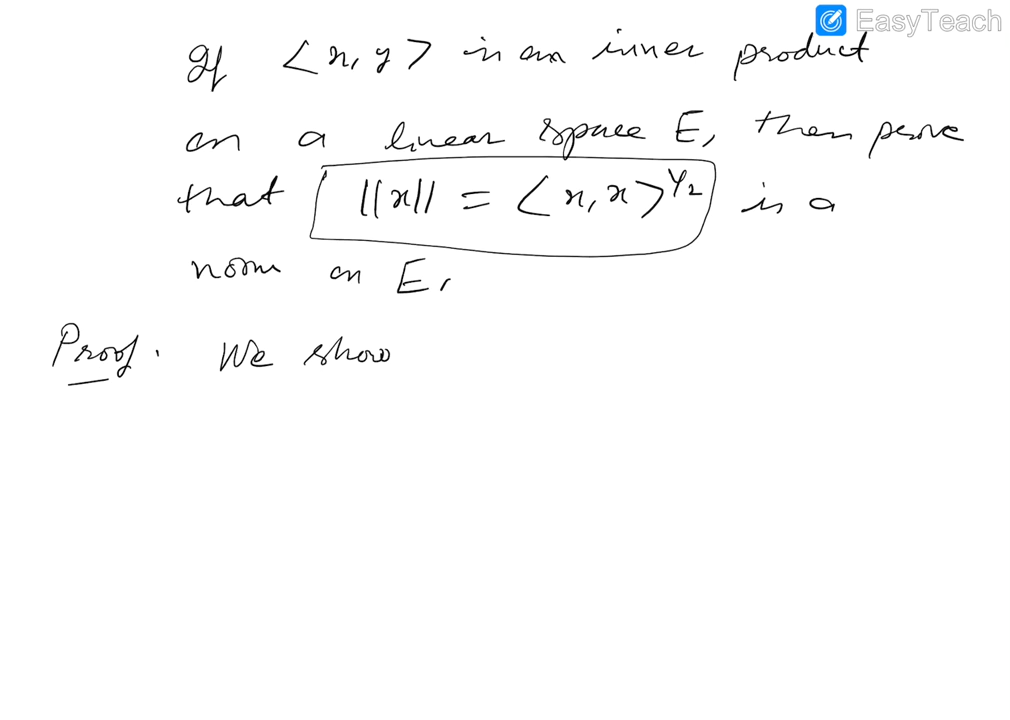 EasyTeach
If <x, y> is an inner product
on a linear space E, then prove
that ||x|| = <x, x>^1/2 is a
norm on E.
Proof. We show